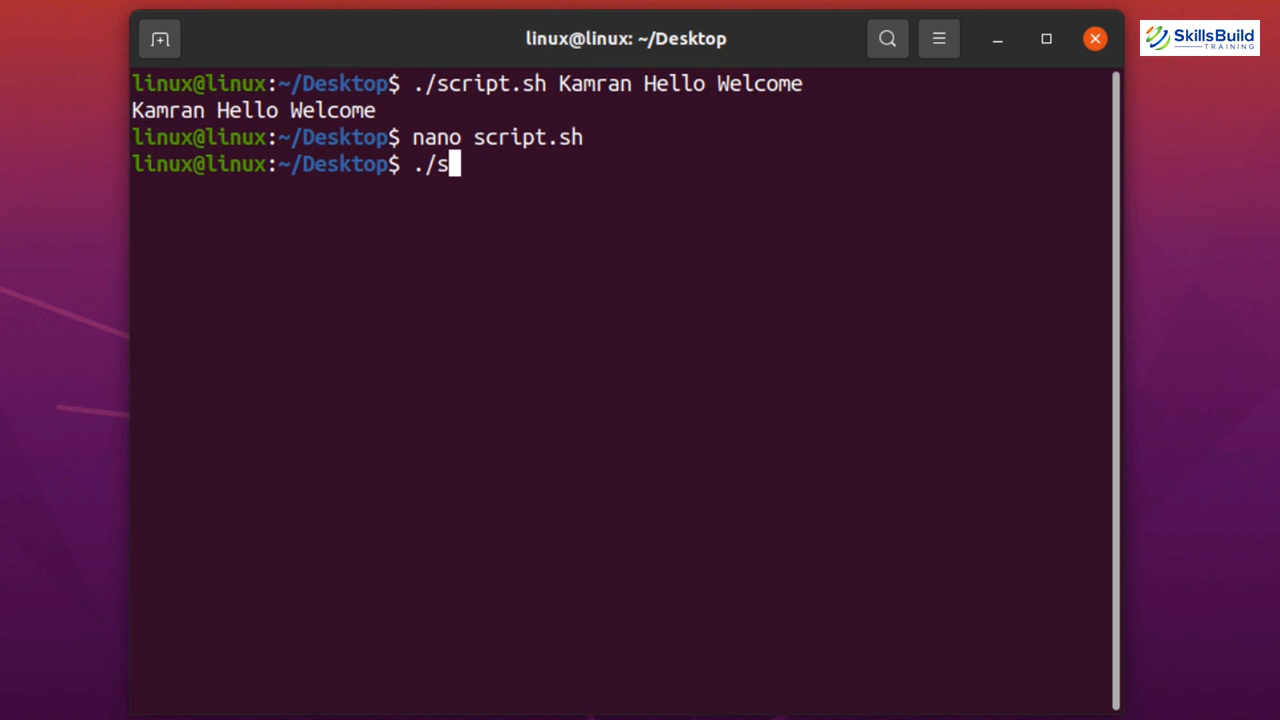 linux@linux: ~/Desktop
SkillsBuild
TRAINING
linux@linux:~/Desktop$ ./script.sh Kamran Hello Welcome
Kamran Hello Welcome
linux@linux:~/Desktop$ nano script.sh
linux@linux:~/Desktop$ ./s